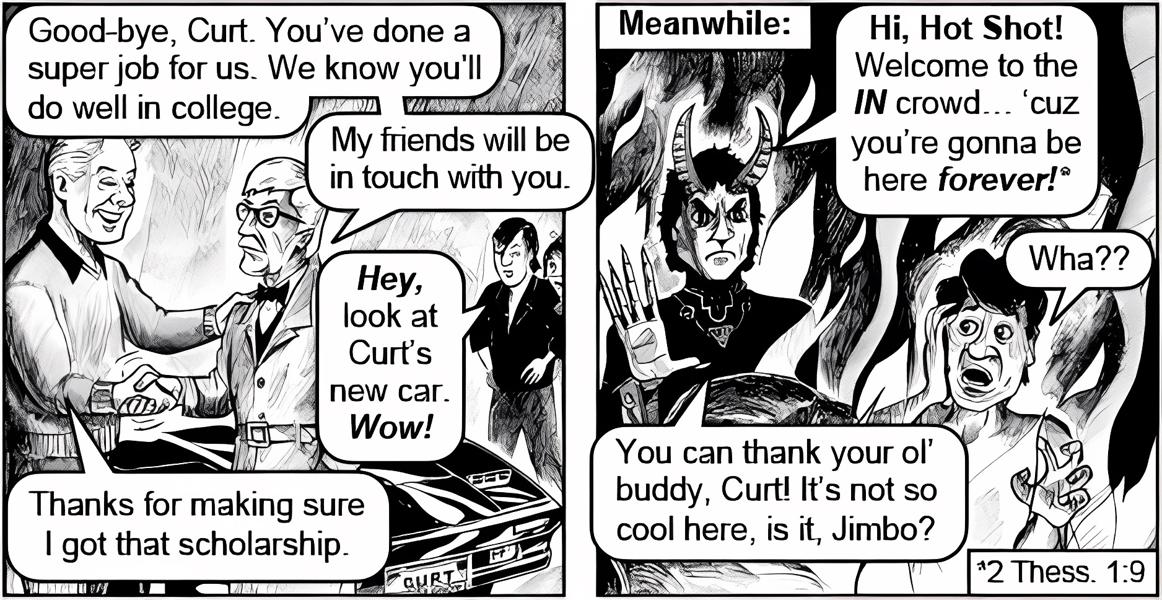 Good-bye, Curt. You've done a
super job for us. We know you'll
do well in college.
My friends will be
in touch with you.
Hey,
look at
Curt's
new car.
Wow!
Thanks for making sure
I got that scholarship.
CURT
Meanwhile:
Hi, Hot Shot!
Welcome to the
IN crowd... 'cuz
you're gonna be
here forever!*
Wha??
You can thank your ol'
buddy, Curt! It's not so
cool here, is it, Jimbo?
*2 Thess. 1:9